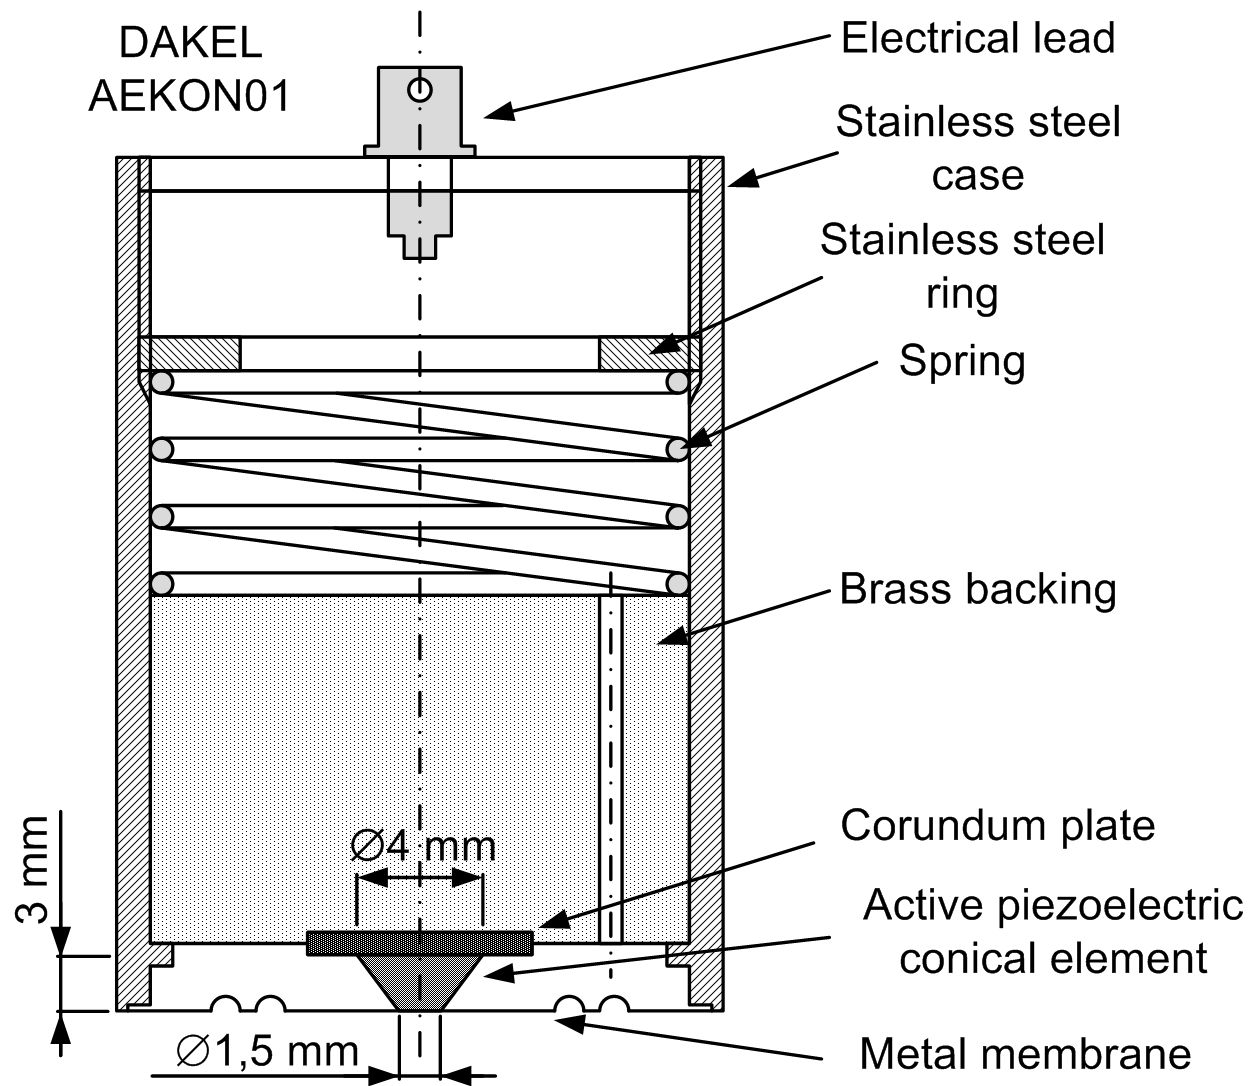 DAKEL
AEKON01
Electrical lead
Stainless steel
case
Stainless steel
ring
Spring
Brass backing
Corundum plate
Active piezoelectric
conical element
Metal membrane
∅4 mm
3 mm
∅1,5 mm